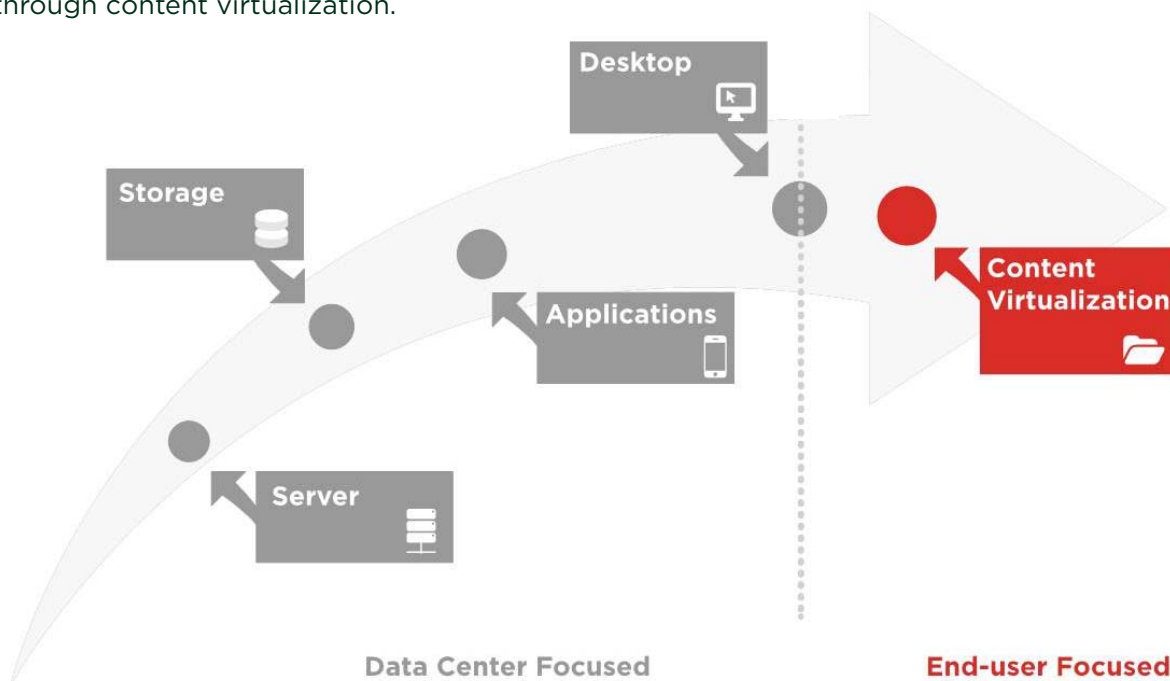 through content virtualization.
Desktop
Storage
Applications
Content
Virtualization
Server
Data Center Focused
End-user Focused